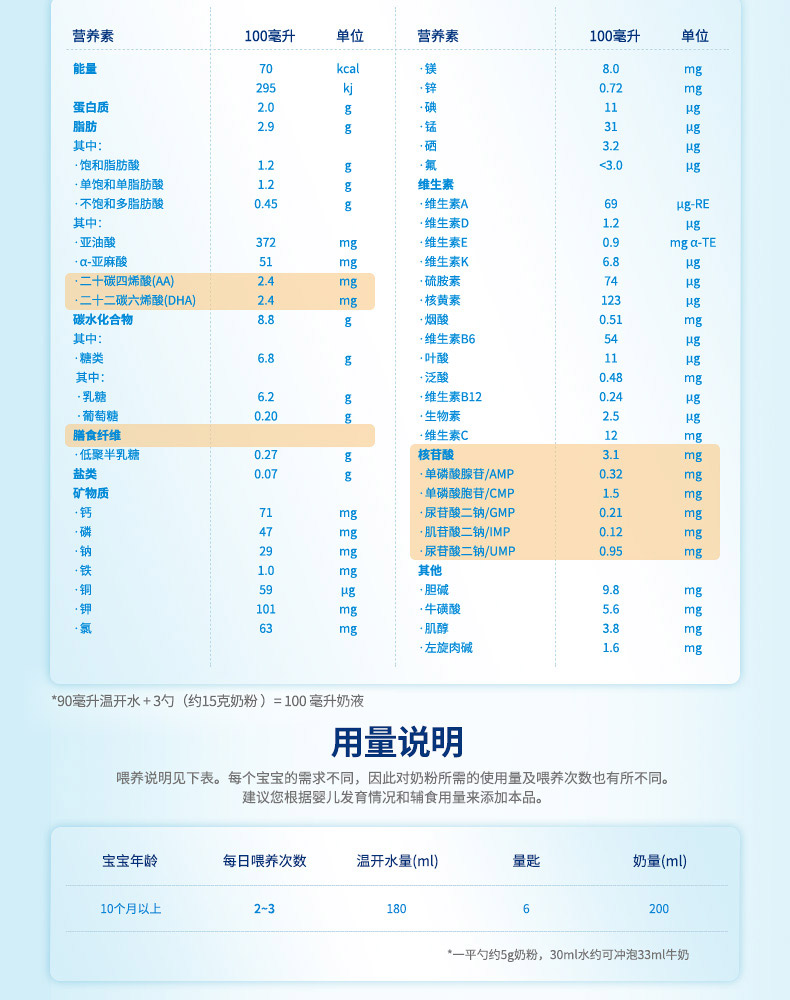 营养素 100毫升 单位
能量 70 kcal
295 kj
蛋白质 2.0 g
脂肪 2.9 g
其中：
·饱和脂肪酸 1.2 g
·单饱和单脂肪酸 1.2 g
·不饱和多脂肪酸 0.45 g
其中：
·亚油酸 372 mg
·α-亚麻酸 51 mg
·二十碳四烯酸(AA) 2.4 mg
·二十二碳六烯酸(DHA) 2.4 mg
碳水化合物 8.8 g
其中：
·糖类 6.8 g
其中：
·乳糖 6.2 g
·葡萄糖 0.20 g
膳食纤维
·低聚半乳糖 0.27 g
盐类 0.07 g
矿物质
·钙 71 mg
·磷 47 mg
·钠 29 mg
·铁 1.0 mg
·铜 59 μg
·钾 101 mg
·氯 63 mg
营养素 100毫升 单位
·镁 8.0 mg
·锌 0.72 mg
·碘 11 μg
·锰 31 μg
·硒 3.2 μg
·氟 <3.0 μg
维生素
·维生素A 69 μg-RE
·维生素D 1.2 μg
·维生素E 0.9 mg α-TE
·维生素K 6.8 μg
·硫胺素 74 μg
·核黄素 123 μg
·烟酸 0.51 mg
·维生素B6 54 μg
·叶酸 11 μg
·泛酸 0.48 mg
·维生素B12 0.24 μg
·生物素 2.5 μg
·维生素C 12 mg
核苷酸 3.1 mg
·单磷酸腺苷/AMP 0.32 mg
·单磷酸胞苷/CMP 1.5 mg
·尿苷酸二钠/GMP 0.21 mg
·肌苷酸二钠/IMP 0.12 mg
·尿苷酸二钠/UMP 0.95 mg
其他
·胆碱 9.8 mg
·牛磺酸 5.6 mg
·肌醇 3.8 mg
·左旋肉碱 1.6 mg
*90毫升温开水+3勺（约15克奶粉）= 100 毫升奶液
用量说明
喂养说明见下表。每个宝宝的需求不同，因此对奶粉所需的使用量及喂养次数也有所不同。
建议您根据婴儿发育情况和辅食用量来添加本品。
宝宝年龄 每日喂养次数 温开水量(ml) 量匙 奶量(ml)
10个月以上 2~3 180 6 200
*一平勺约5g奶粉，30ml水约可冲泡33ml牛奶